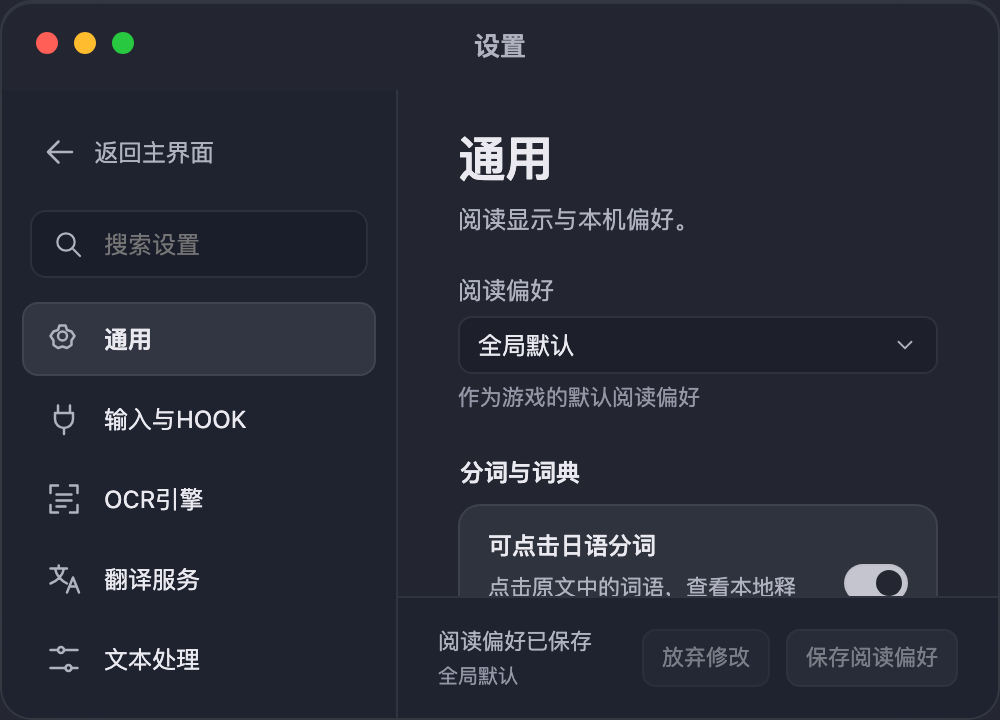 设置
返回主界面
搜索设置
通用
输入与HOOK
OCR引擎
翻译服务
文本处理
通用
阅读显示与本机偏好。
阅读偏好
全局默认
作为游戏的默认阅读偏好
分词与词典
可点击日语分词
点击原文中的词语，查看本地释
阅读偏好已保存
全局默认
放弃修改
保存阅读偏好